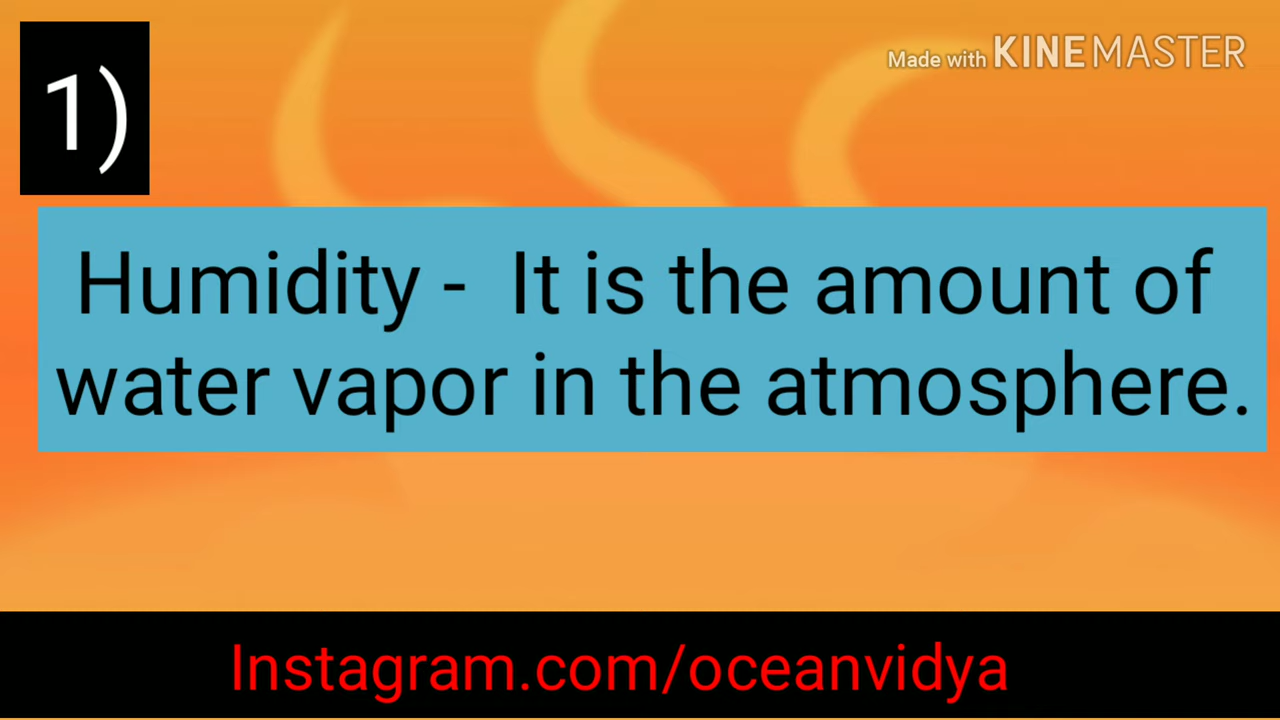 1)
Made with KINEMASTER
Humidity - It is the amount of
water vapor in the atmosphere.
Instagram.com/oceanvidya